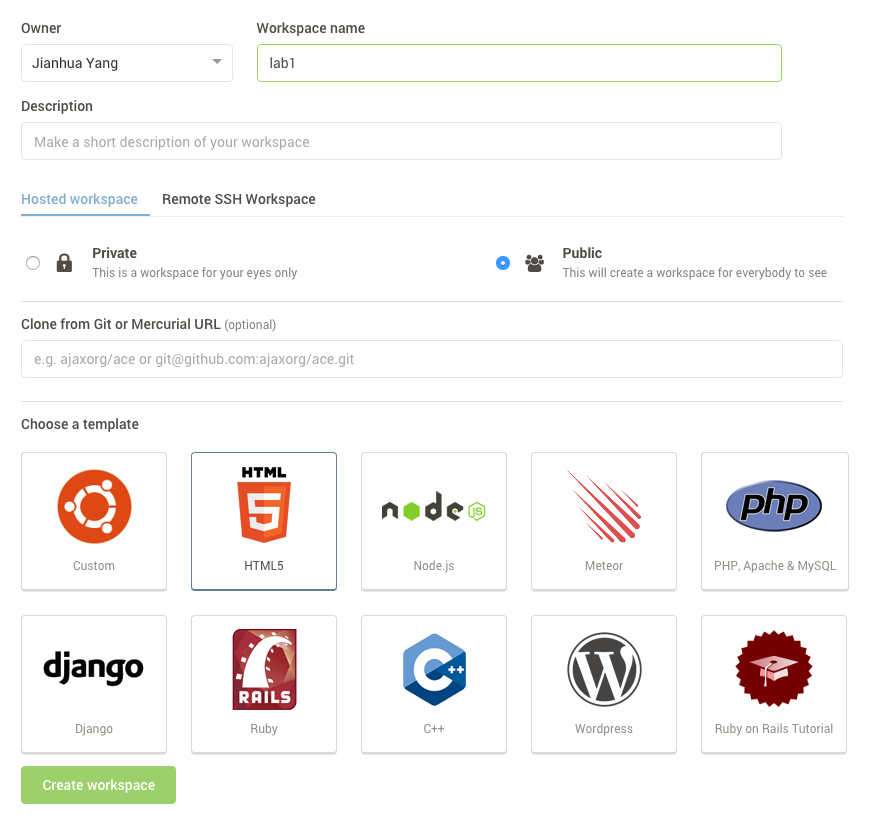 Owner
Workspace name
Jianhua Yang
lab1
Description
Make a short description of your workspace
Hosted workspace
Remote SSH Workspace
Private
This is a workspace for your eyes only
Public
This will create a workspace for everybody to see
Clone from Git or Mercurial URL (optional)
e.g. ajaxorg/ace or git@github.com:ajaxorg/ace.git
Choose a template
Custom
HTML
5
HTML5
node
JS
Node.js
Meteor
php
PHP, Apache & MySQL
django
Django
RAILS
Ruby
C++
C++
W
Wordpress
Ruby on Rails Tutorial
Create workspace